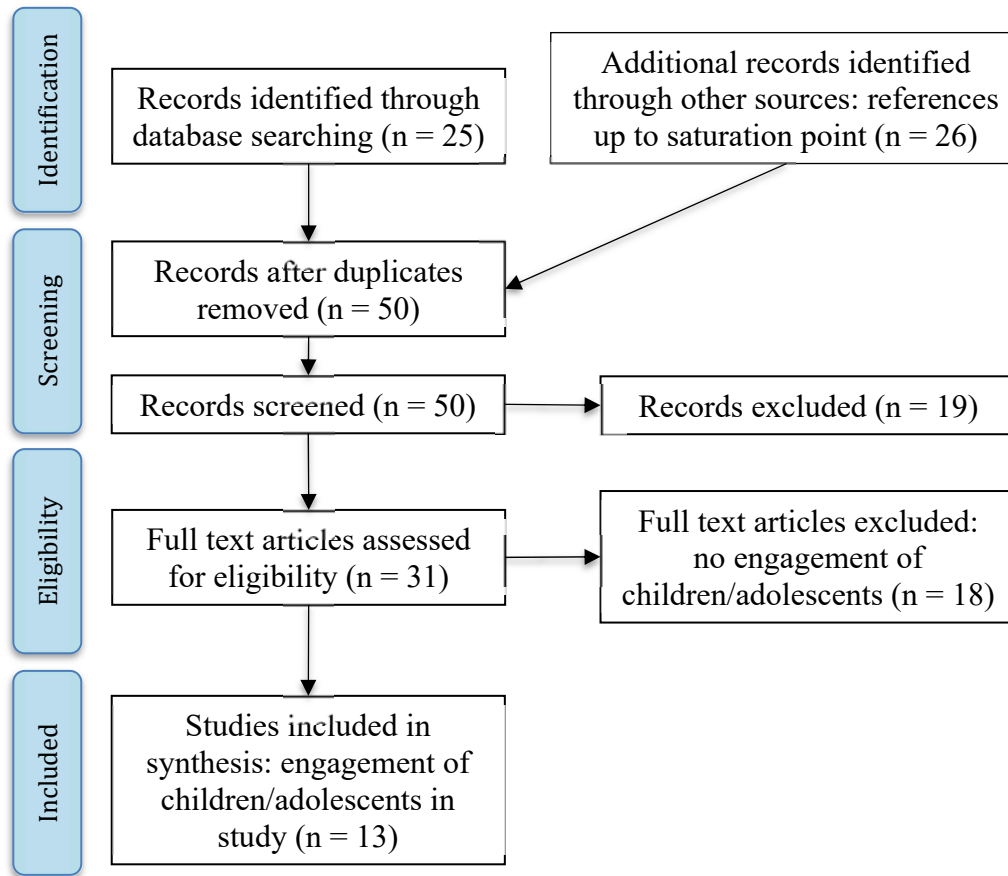 Identification
Records identified through
database searching (n = 25)
Additional records identified
through other sources: references
up to saturation point (n = 26)
Screening
Records after duplicates
removed (n = 50)
Records screened (n = 50)
Records excluded (n = 19)
Eligibility
Full text articles assessed
for eligibility (n = 31)
Full text articles excluded:
no engagement of
children/adolescents (n = 18)
Included
Studies included in
synthesis: engagement of
children/adolescents in
study (n = 13)